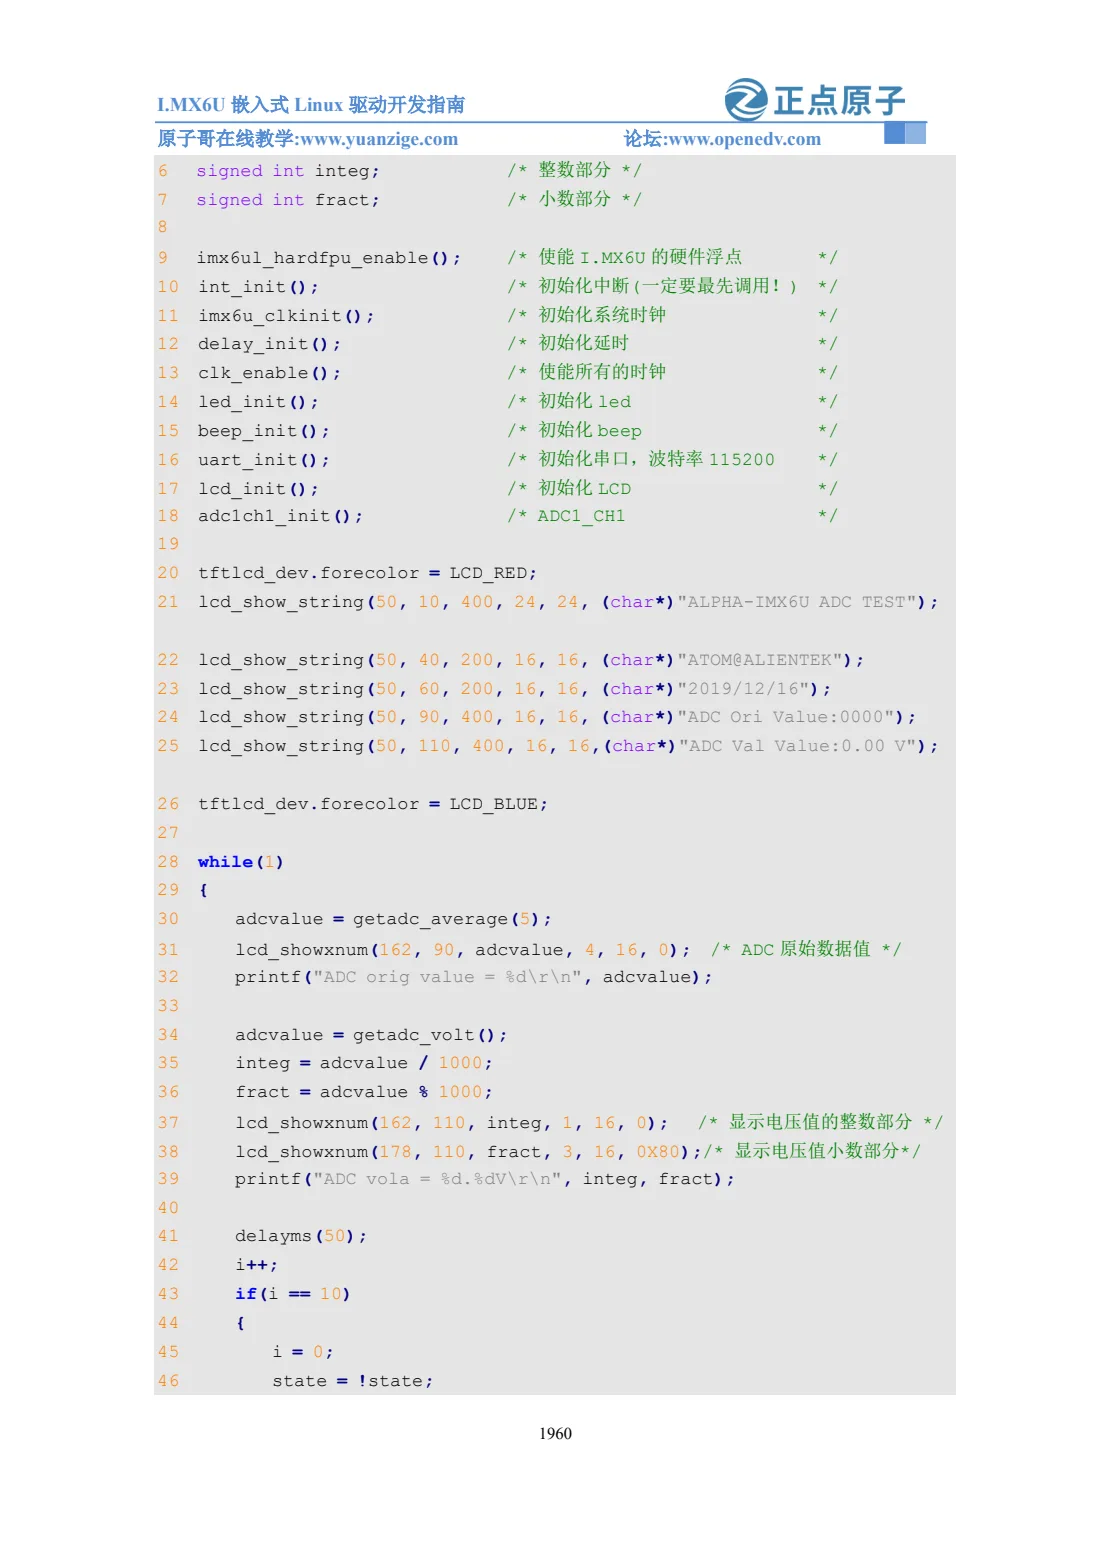 I.MX6U 嵌入式 Linux 驱动开发指南
正点原子
原子哥在线教学:www.yuanzige.com 论坛:www.openedv.com
6 signed int integ; /* 整数部分 */
7 signed int fract; /* 小数部分 */
8
9 imx6ul_hardfpu_enable(); /* 使能 I.MX6U 的硬件浮点 */
10 int_init(); /* 初始化中断(一定要最先调用！) */
11 imx6u_clkinit(); /* 初始化系统时钟 */
12 delay_init(); /* 初始化延时 */
13 clk_enable(); /* 使能所有的时钟 */
14 led_init(); /* 初始化 led */
15 beep_init(); /* 初始化 beep */
16 uart_init(); /* 初始化串口，波特率 115200 */
17 lcd_init(); /* 初始化 LCD */
18 adc1ch1_init(); /* ADC1_CH1 */
19
20 tftlcd_dev.forecolor = LCD_RED;
21 lcd_show_string(50, 10, 400, 24, 24, (char*)"ALPHA-IMX6U ADC TEST");
22 lcd_show_string(50, 40, 200, 16, 16, (char*)"ATOM@ALIENTEK");
23 lcd_show_string(50, 60, 200, 16, 16, (char*)"2019/12/16");
24 lcd_show_string(50, 90, 400, 16, 16, (char*)"ADC Ori Value:0000");
25 lcd_show_string(50, 110, 400, 16, 16,(char*)"ADC Val Value:0.00 V");
26 tftlcd_dev.forecolor = LCD_BLUE;
27
28 while(1)
29 {
30 adcvalue = getadc_average(5);
31 lcd_showxnum(162, 90, adcvalue, 4, 16, 0); /* ADC 原始数据值 */
32 printf("ADC orig value = %d\r\n", adcvalue);
33
34 adcvalue = getadc_volt();
35 integ = adcvalue / 1000;
36 fract = adcvalue % 1000;
37 lcd_showxnum(162, 110, integ, 1, 16, 0); /* 显示电压值的整数部分 */
38 lcd_showxnum(178, 110, fract, 3, 16, 0X80);/* 显示电压值小数部分*/
39 printf("ADC vola = %d.%dV\r\n", integ, fract);
40
41 delayms(50);
42 i++;
43 if(i == 10)
44 {
45 i = 0;
46 state = !state;
1960